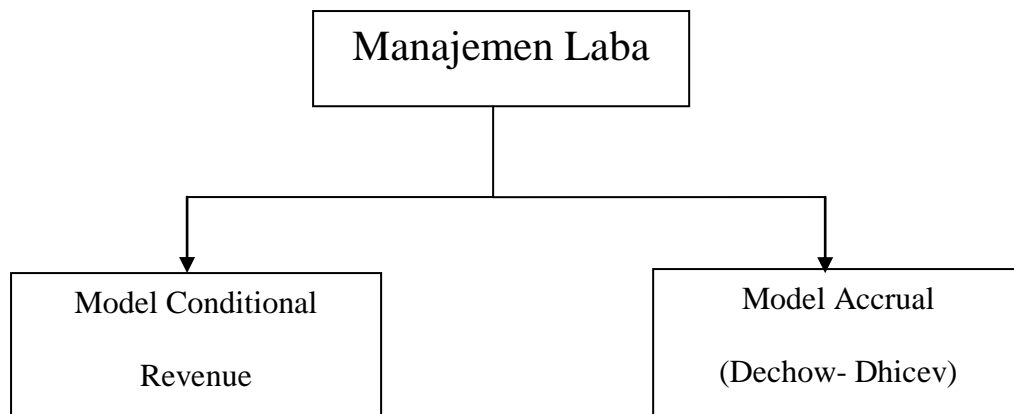 Manajemen Laba
Model Conditional
Revenue
Model Accrual
(Dechow- Dhicev)